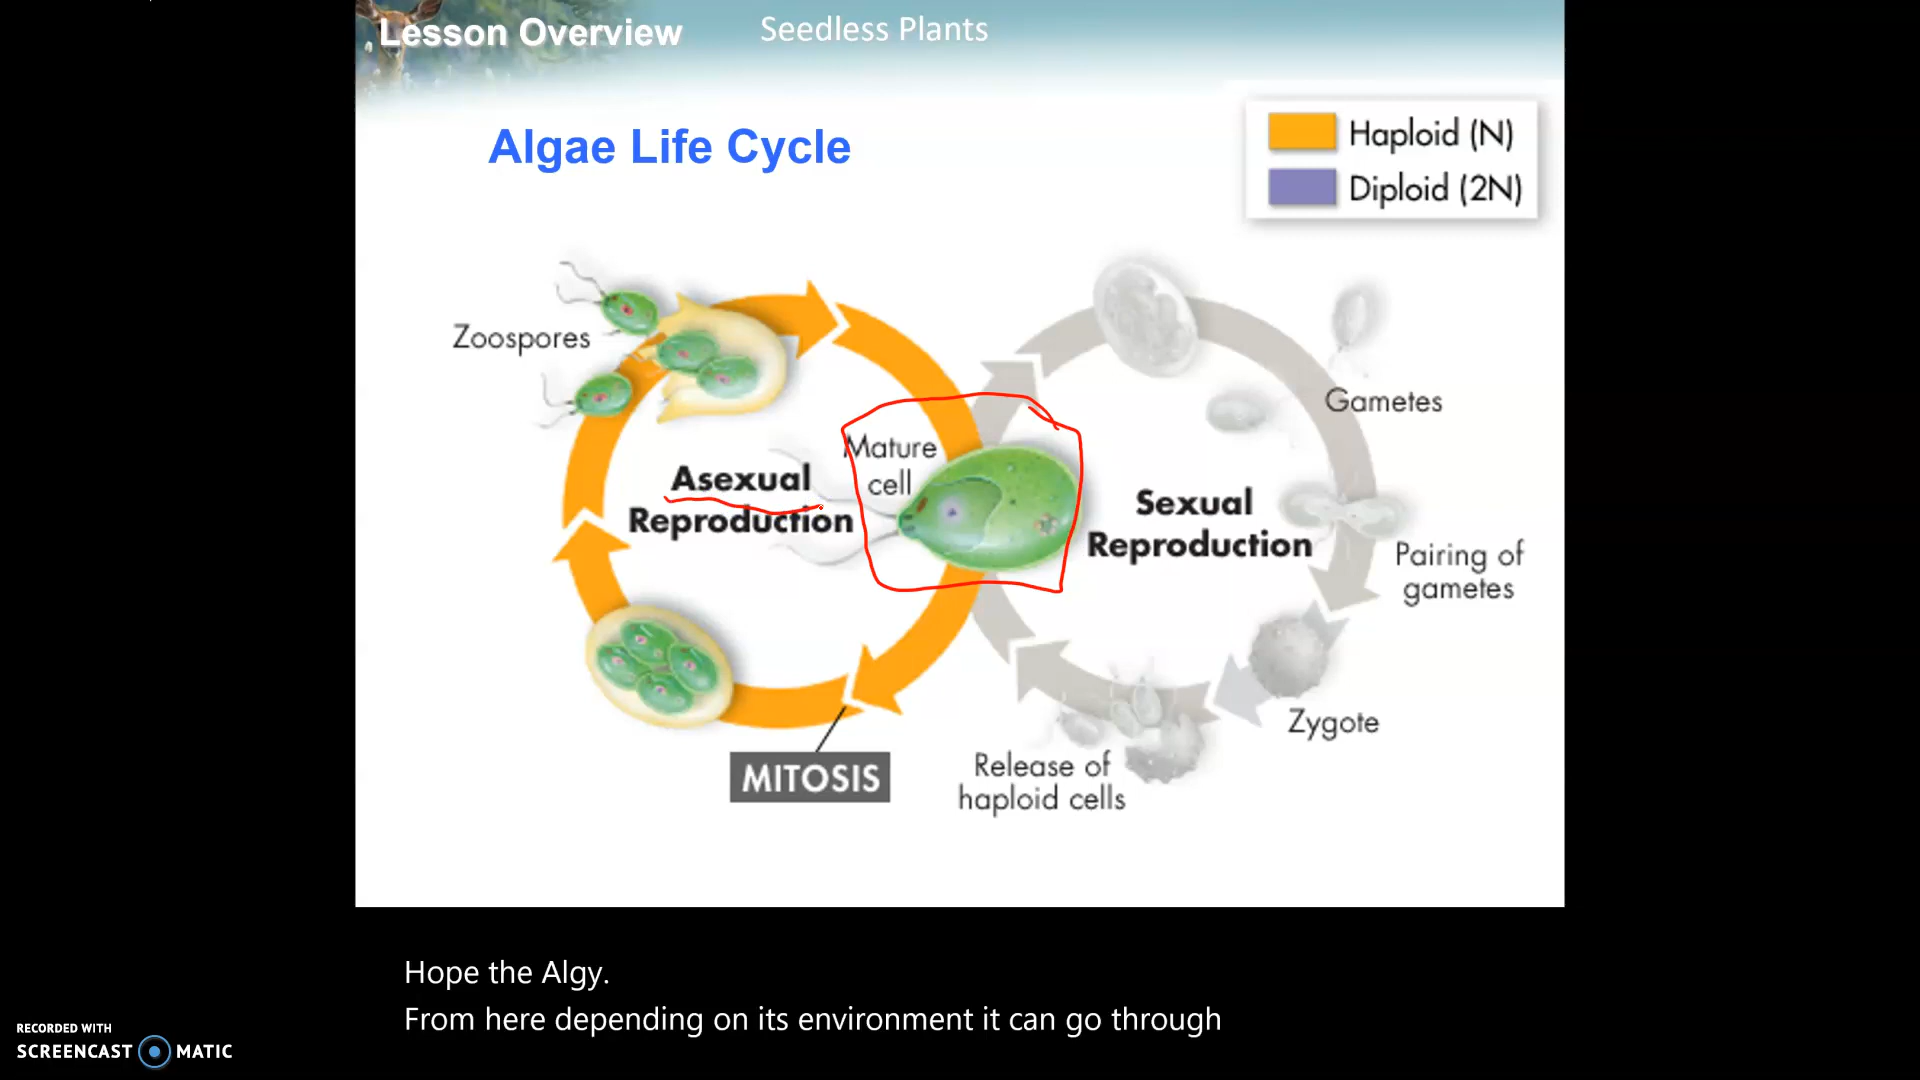 Lesson Overview
Seedless Plants
Algae Life Cycle
Haploid (N)
Diploid (2N)
Zoospores
Gametes
Mature
cell
Asexual
Reproduction
Sexual
Reproduction
Pairing of
gametes
Zygote
MITOSIS
Release of
haploid cells
Hope the Algy.
From here depending on its environment it can go through
RECORDED WITH
SCREENCAST MATIC